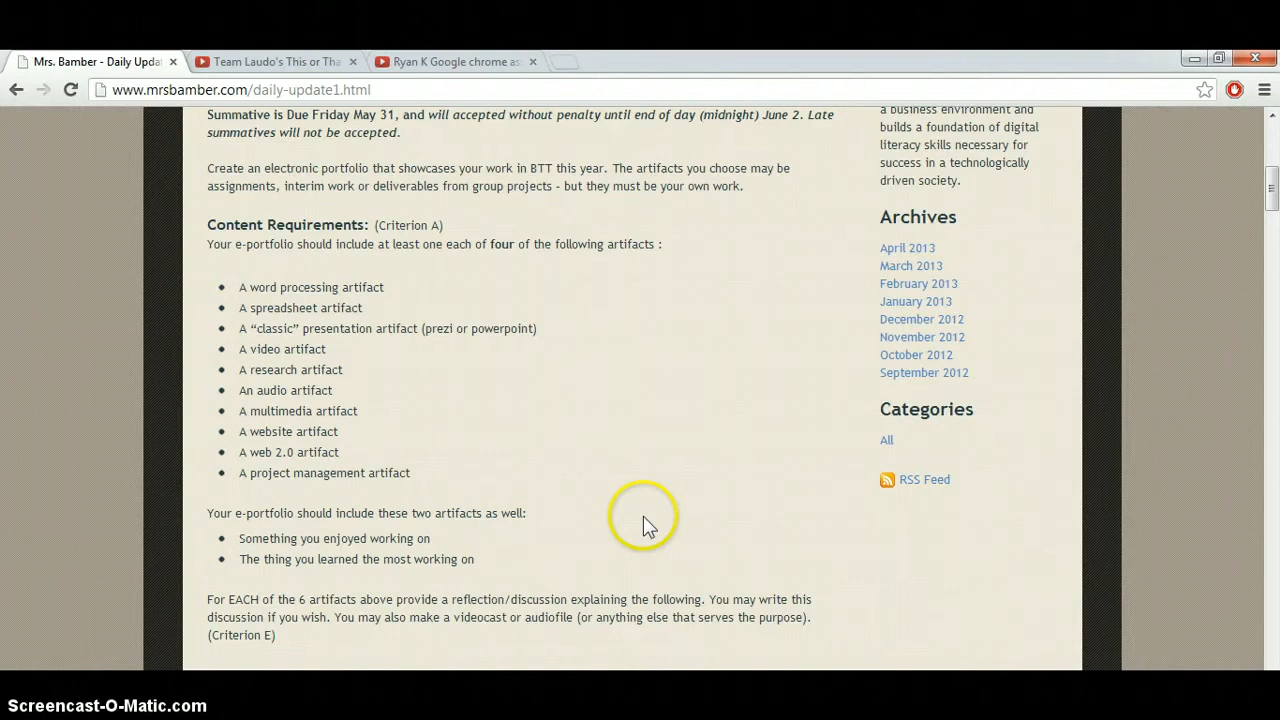 Mrs. Bamber - Daily Upda
Team Laudo's This or Tha
Ryan K Google chrome as
www.mrsbamber.com/daily-update1.html
Summative is Due Friday May 31, and will accepted without penalty until end of day (midnight) June 2. Late
summatives will not be accepted.
Create an electronic portfolio that showcases your work in BTT this year. The artifacts you choose may be
assignments, interim work or deliverables from group projects - but they must be your own work.
Content Requirements: (Criterion A)
Your e-portfolio should include at least one each of four of the following artifacts :
A word processing artifact
A spreadsheet artifact
A “classic” presentation artifact (prezi or powerpoint)
A video artifact
A research artifact
An audio artifact
A multimedia artifact
A website artifact
A web 2.0 artifact
A project management artifact
Your e-portfolio should include these two artifacts as well:
Something you enjoyed working on
The thing you learned the most working on
For EACH of the 6 artifacts above provide a reflection/discussion explaining the following. You may write this
discussion if you wish. You may also make a videocast or audiofile (or anything else that serves the purpose).
(Criterion E)
a business environment and
builds a foundation of digital
literacy skills necessary for
success in a technologically
driven society.
Archives
April 2013
March 2013
February 2013
January 2013
December 2012
November 2012
October 2012
September 2012
Categories
All
RSS Feed
Screencast-O-Matic.com